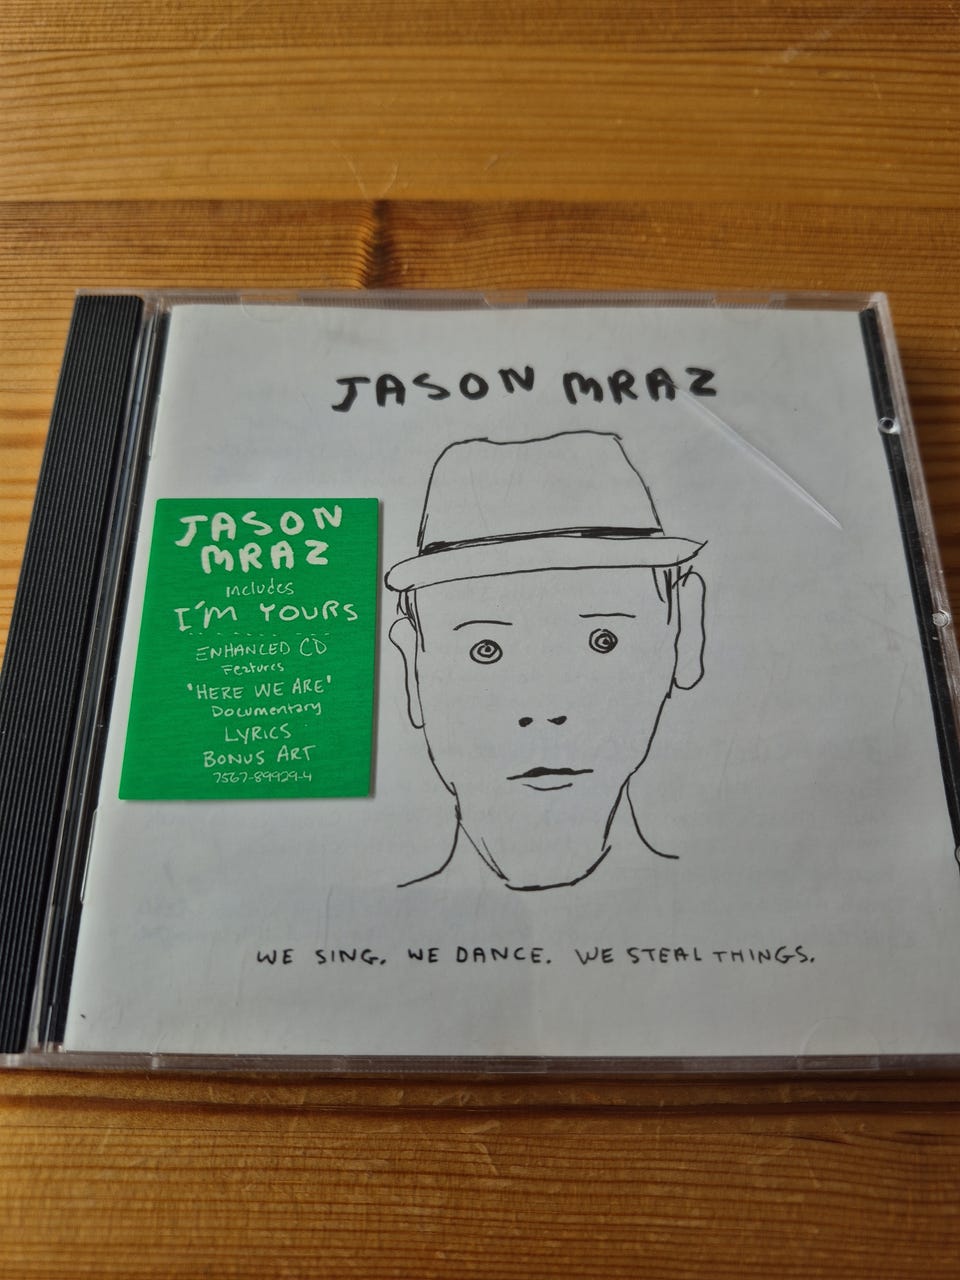 JASON MRAZ
JASON
MRAZ
includes
I'M YOURS
ENHANCED CD
Features
'HERE WE ARE'
Documentary
LYRICS
BONUS ART
7567-89929-4
WE SING. WE DANCE. WE STEAL THINGS.